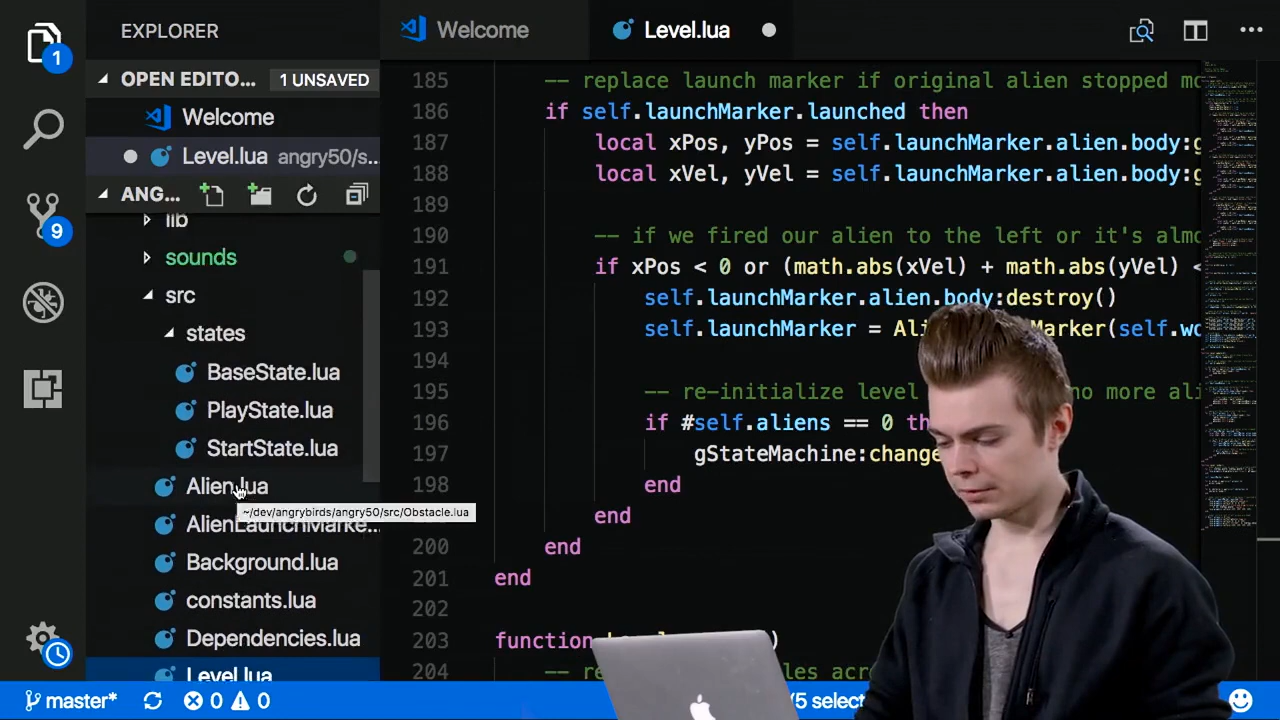 EXPLORER
Welcome
Level.lua
OPEN EDITO...
1 UNSAVED
Welcome
Level.lua angry50/s...
ANG...
lib
sounds
src
states
BaseState.lua
PlayState.lua
StartState.lua
Alien.lua
~/dev/angrybirds/angry50/src/Obstacle.lua
AlienLaunchMarke...
Background.lua
constants.lua
Dependencies.lua
Level.lua
1
9
185 -- replace launch marker if original alien stopped mo
186 if self.launchMarker.launched then
187 local xPos, yPos = self.launchMarker.alien.body:g
188 local xVel, yVel = self.launchMarker.alien.body:g
189
190 -- if we fired our alien to the left or it's almo
191 if xPos < 0 or (math.abs(xVel) + math.abs(yVel) <
192 self.launchMarker.alien.body:destroy()
193 self.launchMarker = Ali Marker(self.wo
194
195 -- re-initialize level no more ali
196 if #self.aliens == 0 th
197 gStateMachine:change
198 end
199 end
200 end
201 end
202
203 function )
204 -- re les acros
master* 0 0 /5 select